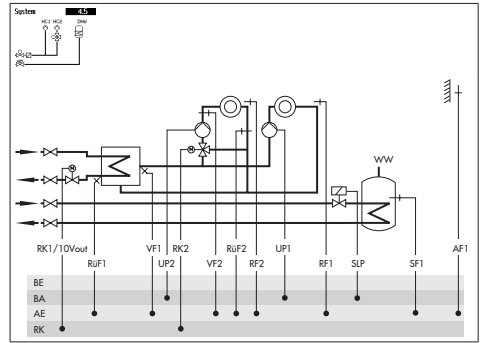 System 4.5
HC1 HC2 DHW
WW
RK1/10Vout VF1 RK2 RüF2 UP1 AF1
RüF1 UP2 VF2 RF2 RF1 SLP SF1
BE
BA
AE
RK